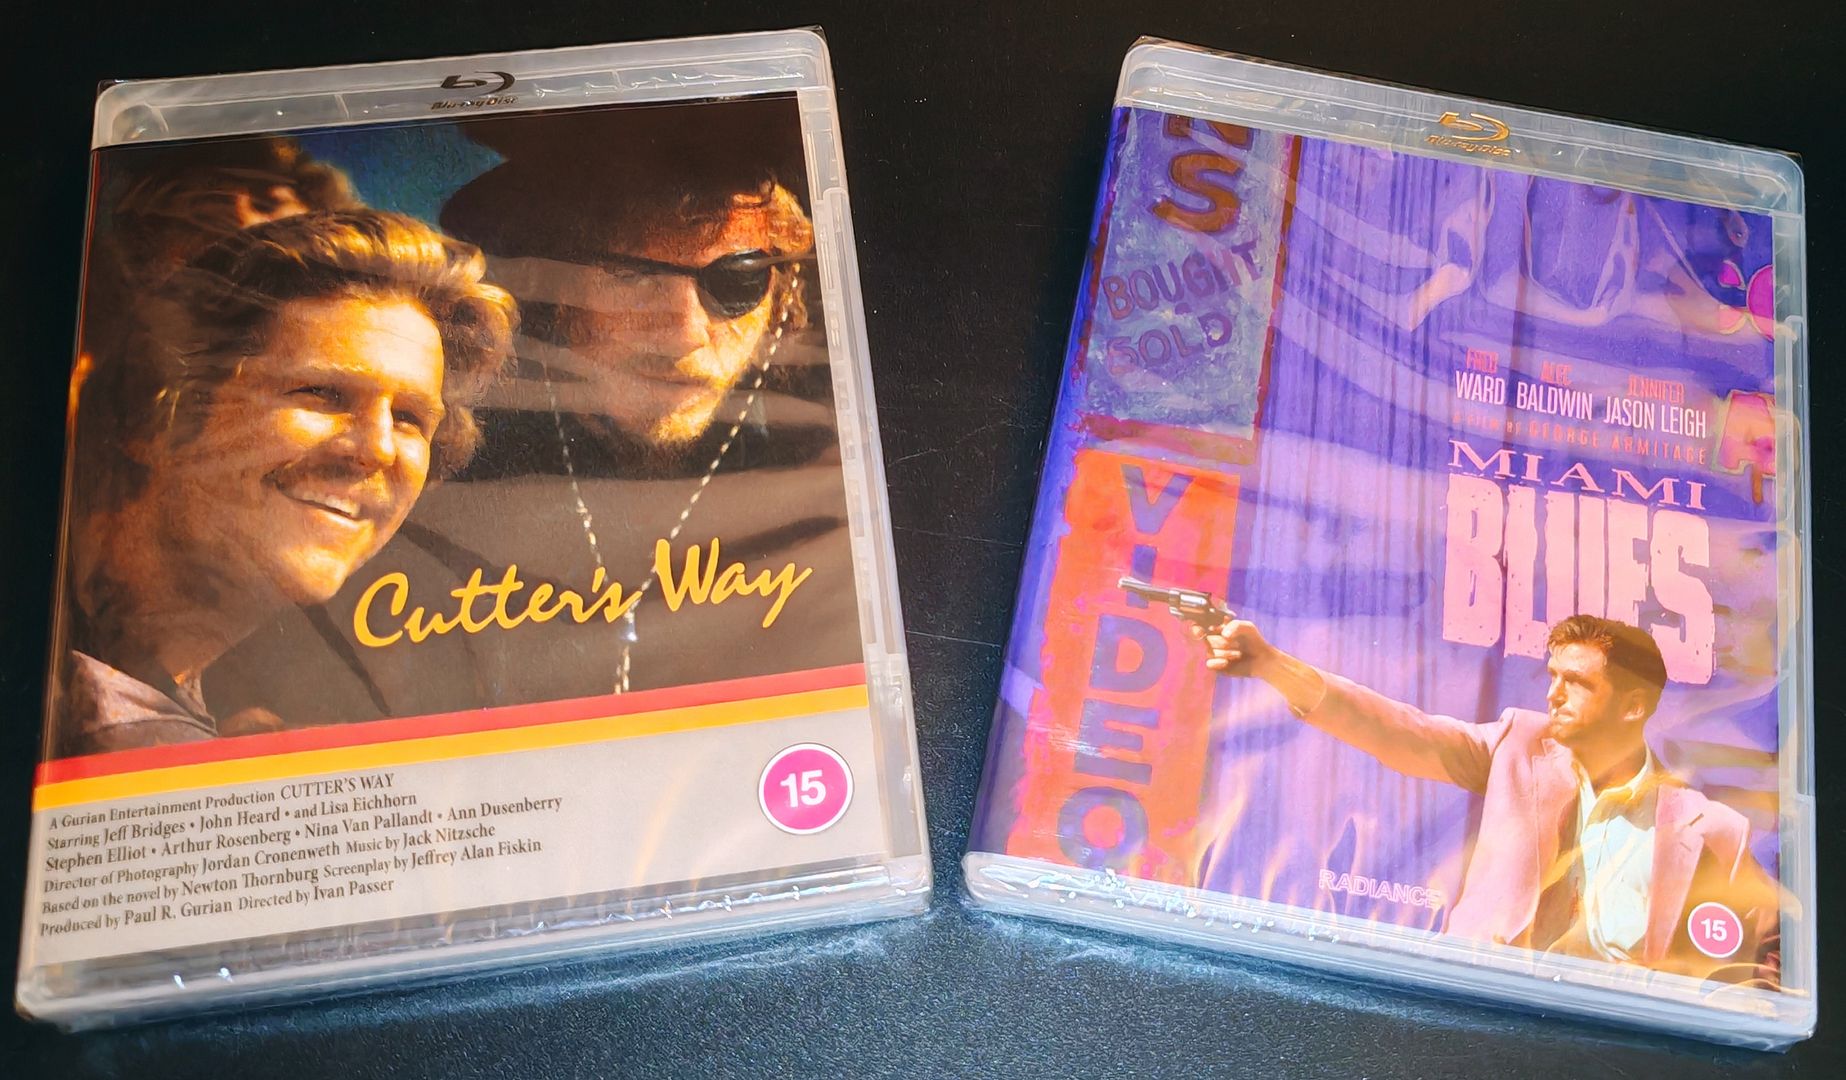 Blu-ray Disc
Cutter's Way
15
A Gurian Entertainment Production CUTTER'S WAY
Starring Jeff Bridges • John Heard • and Lisa Eichhorn
Stephen Elliot • Arthur Rosenberg • Nina Van Pallandt • Ann Dusenberry
Director of Photography Jordan Cronenweth Music by Jack Nitzsche
Based on the novel by Newton Thornburg Screenplay by Jeffrey Alan Fiskin
Produced by Paul R. Gurian Directed by Ivan Passer
Blu-ray Disc
S
BOUGHT
SOLD
VIDEO
FRED ALEC JENNIFER
WARD BALDWIN JASON LEIGH
A FILM BY GEORGE ARMITAGE
MIAMI
BLUES
A
RADIANCE
15